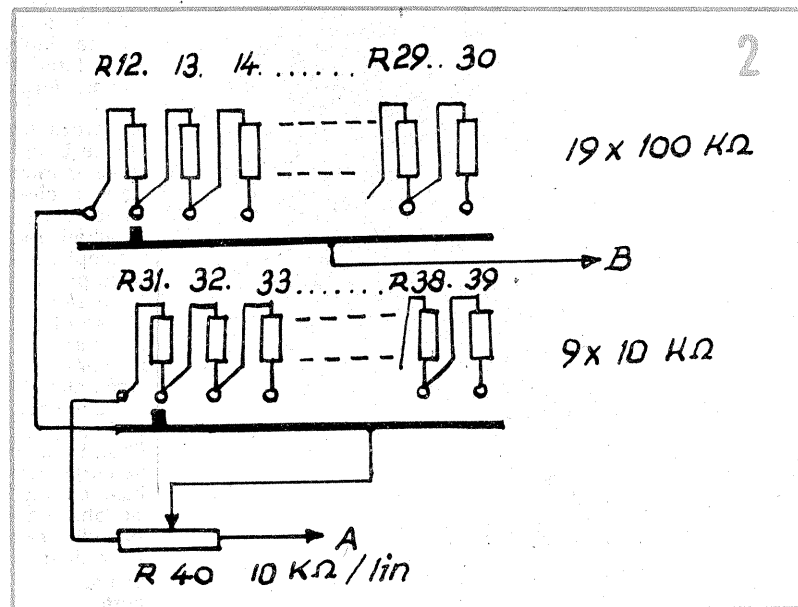 2
R12. 13. 14. ...... R29.. 30
19 x 100 KΩ
B
R31. 32. 33 ....... R38. 39
9 x 10 KΩ
A
R 40 10 KΩ / lin